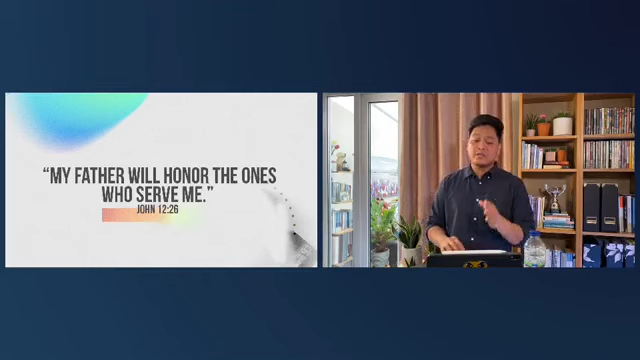 “MY FATHER WILL HONOR THE ONES
WHO SERVE ME.”
JOHN 12:26